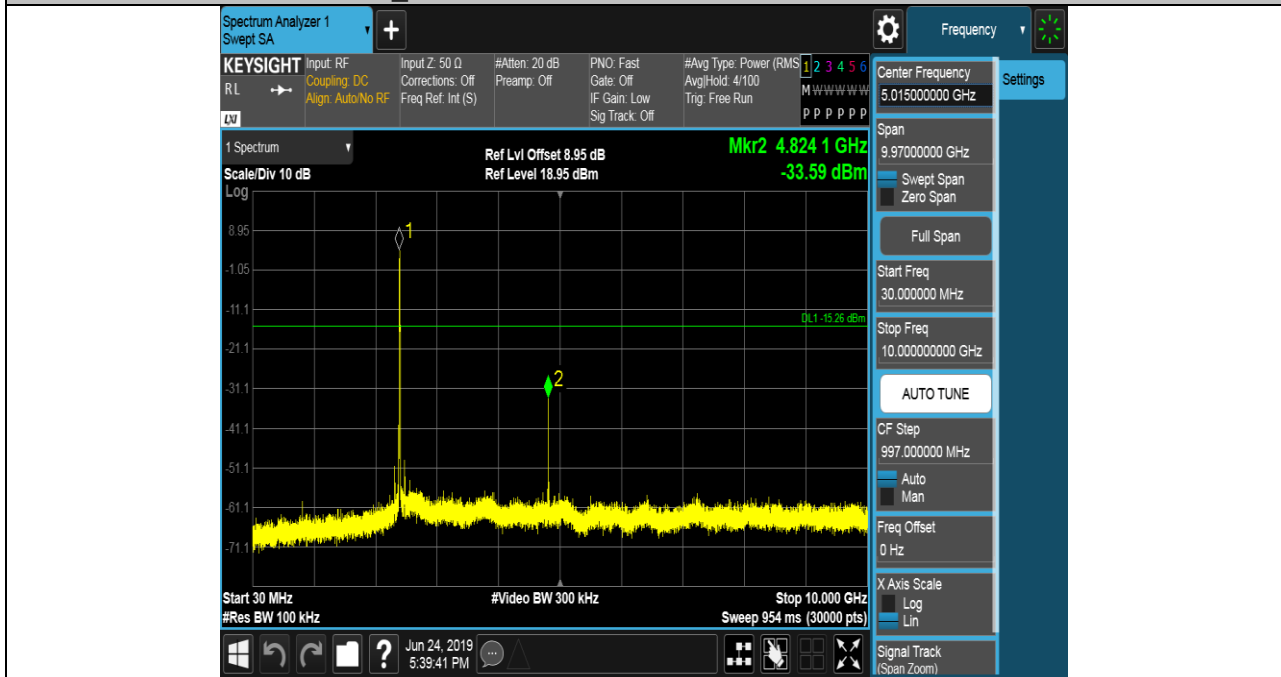 Spectrum Analyzer 1
Swept SA
+
Frequency
KEYSIGHT
RL
LXI
Input: RF
Coupling: DC
Align: Auto/No RF
Input Z: 50 Ω
Corrections: Off
Freq Ref: Int (S)
#Atten: 20 dB
Preamp: Off
PNO: Fast
Gate: Off
IF Gain: Low
Sig Track: Off
#Avg Type: Power (RMS
Avg|Hold: 4/100
Trig: Free Run
1 2 3 4 5 6
M W W W W W
P P P P P P
1 Spectrum
Scale/Div 10 dB
Ref Lvl Offset 8.95 dB
Ref Level 18.95 dBm
Mkr2 4.824 1 GHz
-33.59 dBm
Log
8.95
-1.05
-11.1
-21.1
-31.1
-41.1
-51.1
-61.1
-71.1
1
2
DL1 -15.26 dBm
Start 30 MHz
#Res BW 100 kHz
#Video BW 300 kHz
Stop 10.000 GHz
Sweep 954 ms (30000 pts)
?
Jun 24, 2019
5:39:41 PM
Center Frequency
5.015000000 GHz
Span
9.97000000 GHz
Swept Span
Zero Span
Full Span
Start Freq
30.000000 MHz
Stop Freq
10.000000000 GHz
AUTO TUNE
CF Step
997.000000 MHz
Auto
Man
Freq Offset
0 Hz
X Axis Scale
Log
Lin
Signal Track
(Span Zoom)
Settings